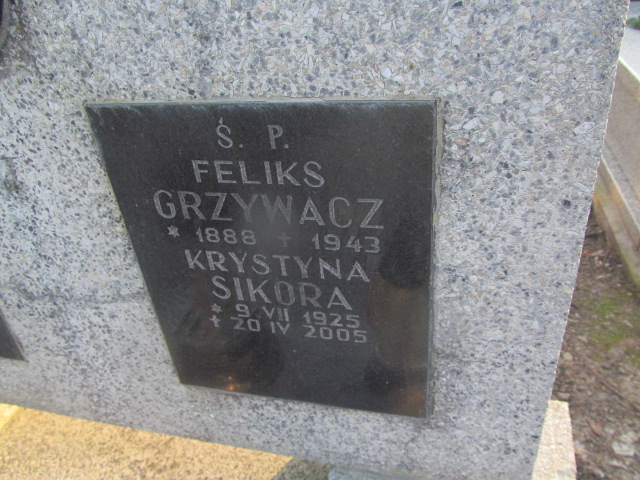 Ś. P.
FELIKS
GRZYWACZ
* 1888 + 1943
KRYSTYNA
SIKORA
* 9 VII 1925
+ 20 IV 2005